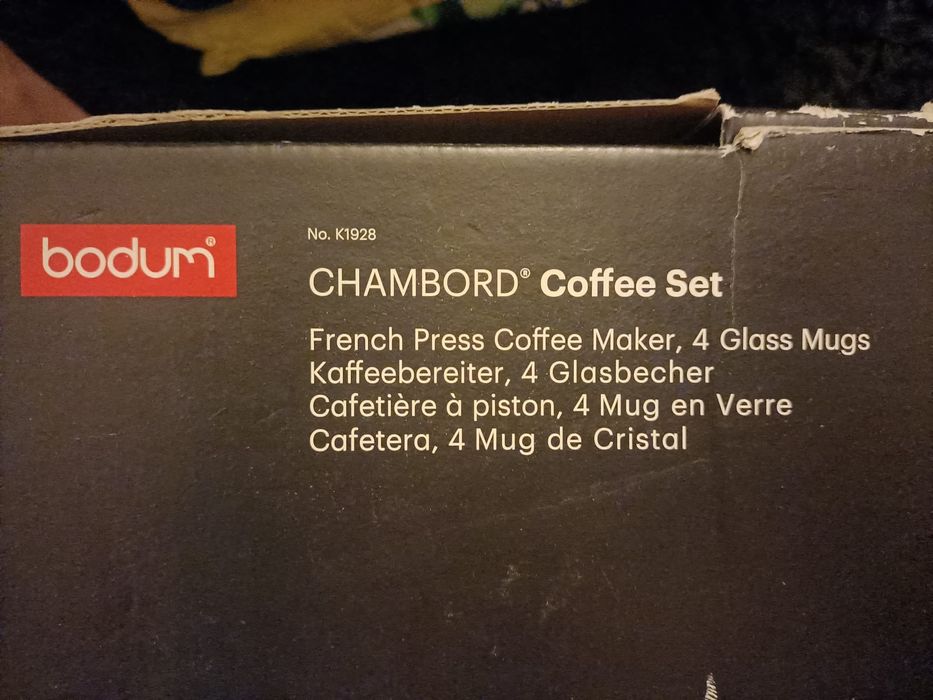 bodum®
No. K1928
CHAMBORD® Coffee Set
French Press Coffee Maker, 4 Glass Mugs
Kaffeebereiter, 4 Glasbecher
Cafetière à piston, 4 Mug en Verre
Cafetera, 4 Mug de Cristal